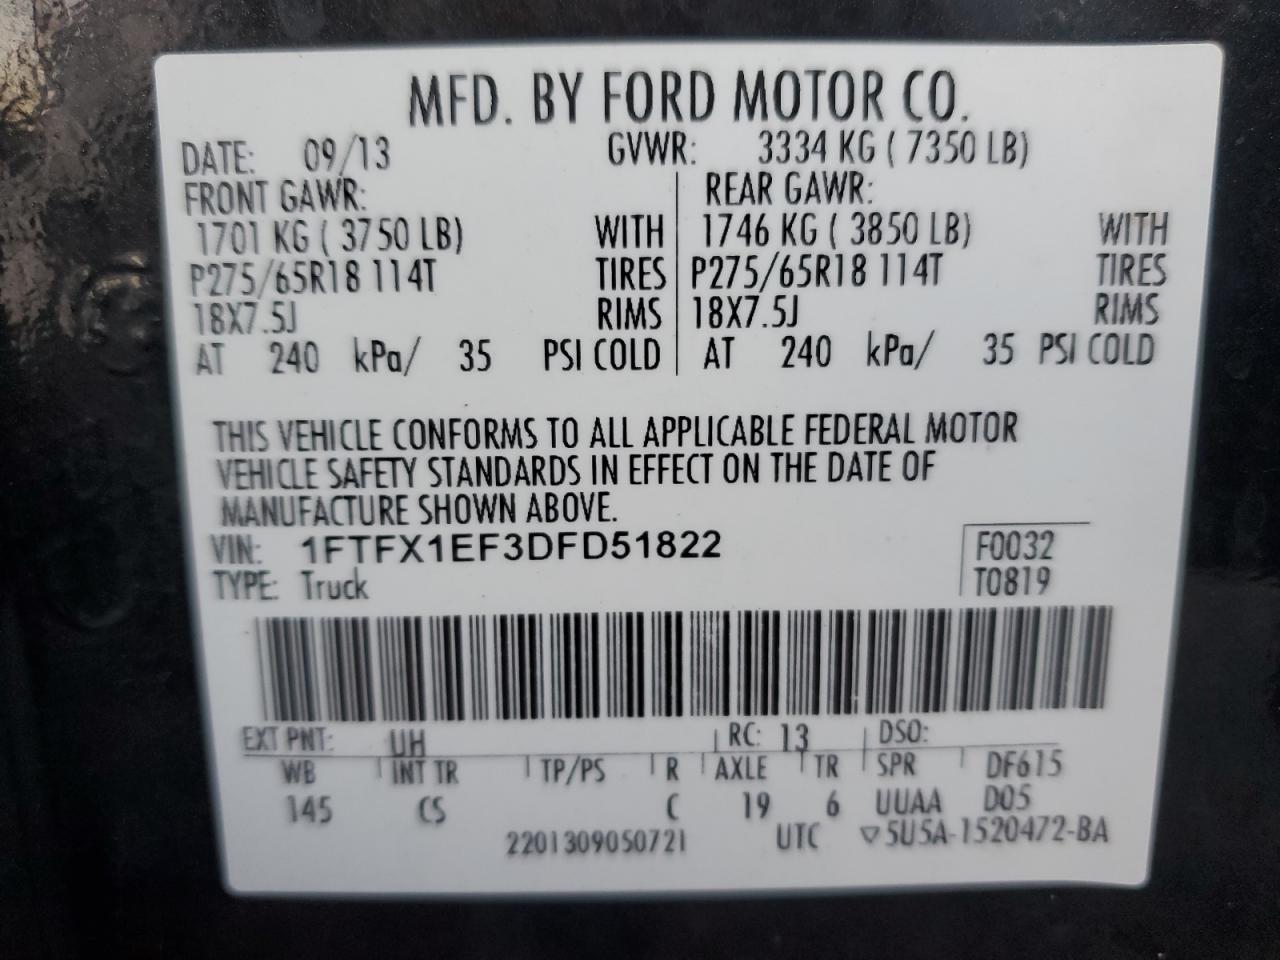 MFD. BY FORD MOTOR CO.
DATE: 09/13 GVWR: 3334 KG ( 7350 LB)
FRONT GAWR: REAR GAWR:
1701 KG ( 3750 LB) WITH 1746 KG ( 3850 LB) WITH
P275/65R18 114T TIRES P275/65R18 114T TIRES
18X7.5J RIMS 18X7.5J RIMS
AT 240 kPa/ 35 PSI COLD AT 240 kPa/ 35 PSI COLD
THIS VEHICLE CONFORMS TO ALL APPLICABLE FEDERAL MOTOR
VEHICLE SAFETY STANDARDS IN EFFECT ON THE DATE OF
MANUFACTURE SHOWN ABOVE.
VIN: 1FTFX1EF3DFD51822 F0032
TYPE: Truck T0819
EXT PNT: UH RC: 13 DSO:
WB INT TR TP/PS R AXLE TR SPR DF615
145 CS C 19 6 UUAA D05
2201309050721 UTC ▽5U5A-1520472-BA